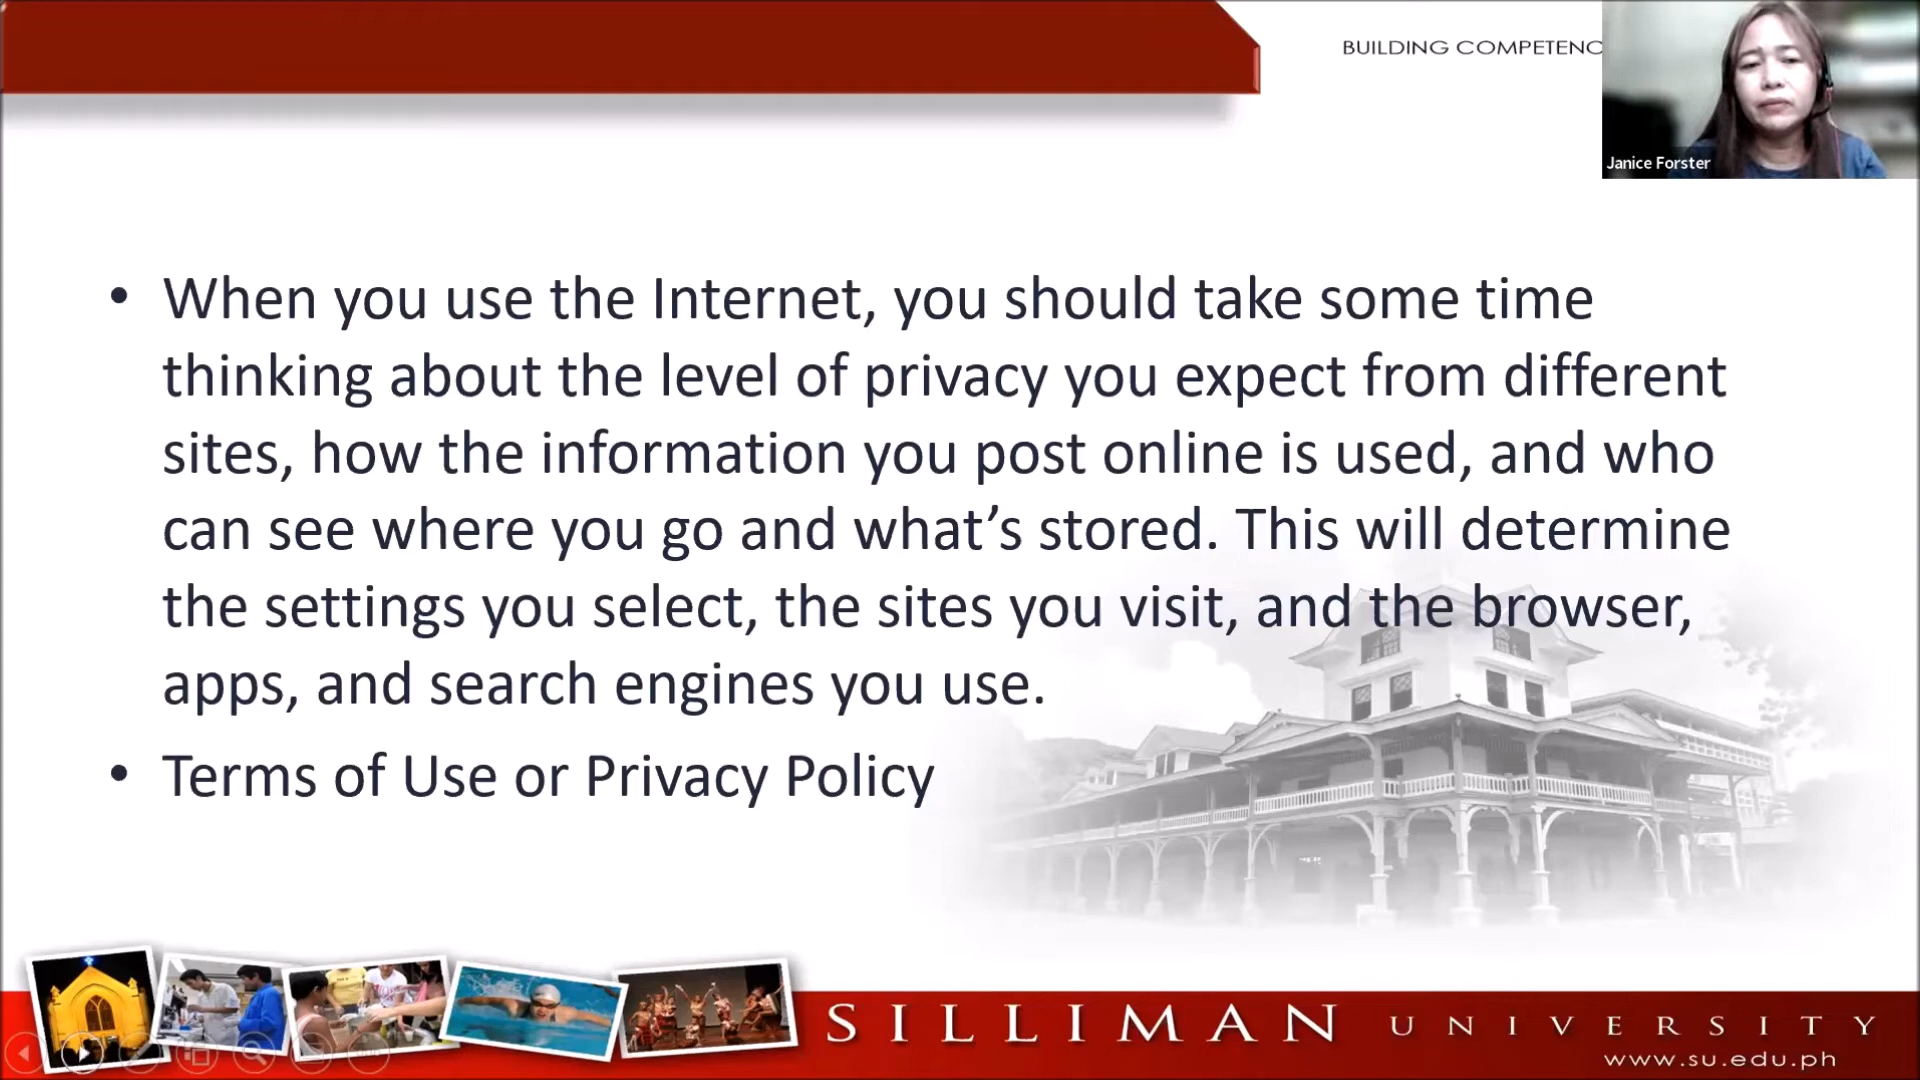 BUILDING COMPETENC
Janice Forster
• When you use the Internet, you should take some time
thinking about the level of privacy you expect from different
sites, how the information you post online is used, and who
can see where you go and what’s stored. This will determine
the settings you select, the sites you visit, and the browser,
apps, and search engines you use.
• Terms of Use or Privacy Policy
SILLIMAN UNIVERSITY
www.su.edu.ph